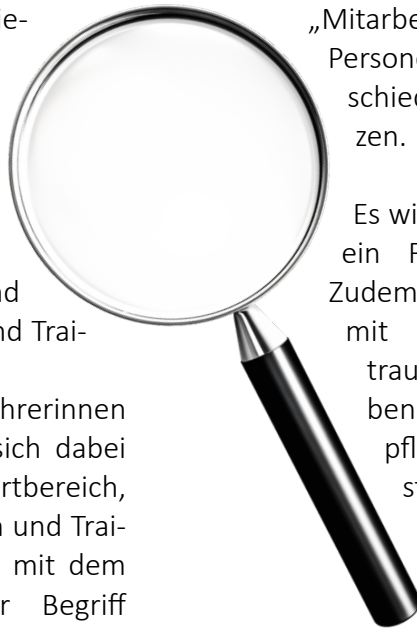 ie-
nd
nd Trai-
hrerinnen
sich dabei
rtbereich,
n und Trai-
mit dem
r Begriff
„Mitarbe
Persone
schied
zen.
Es wi
ein F
Zudem
mit
trau
ben
pfl
st